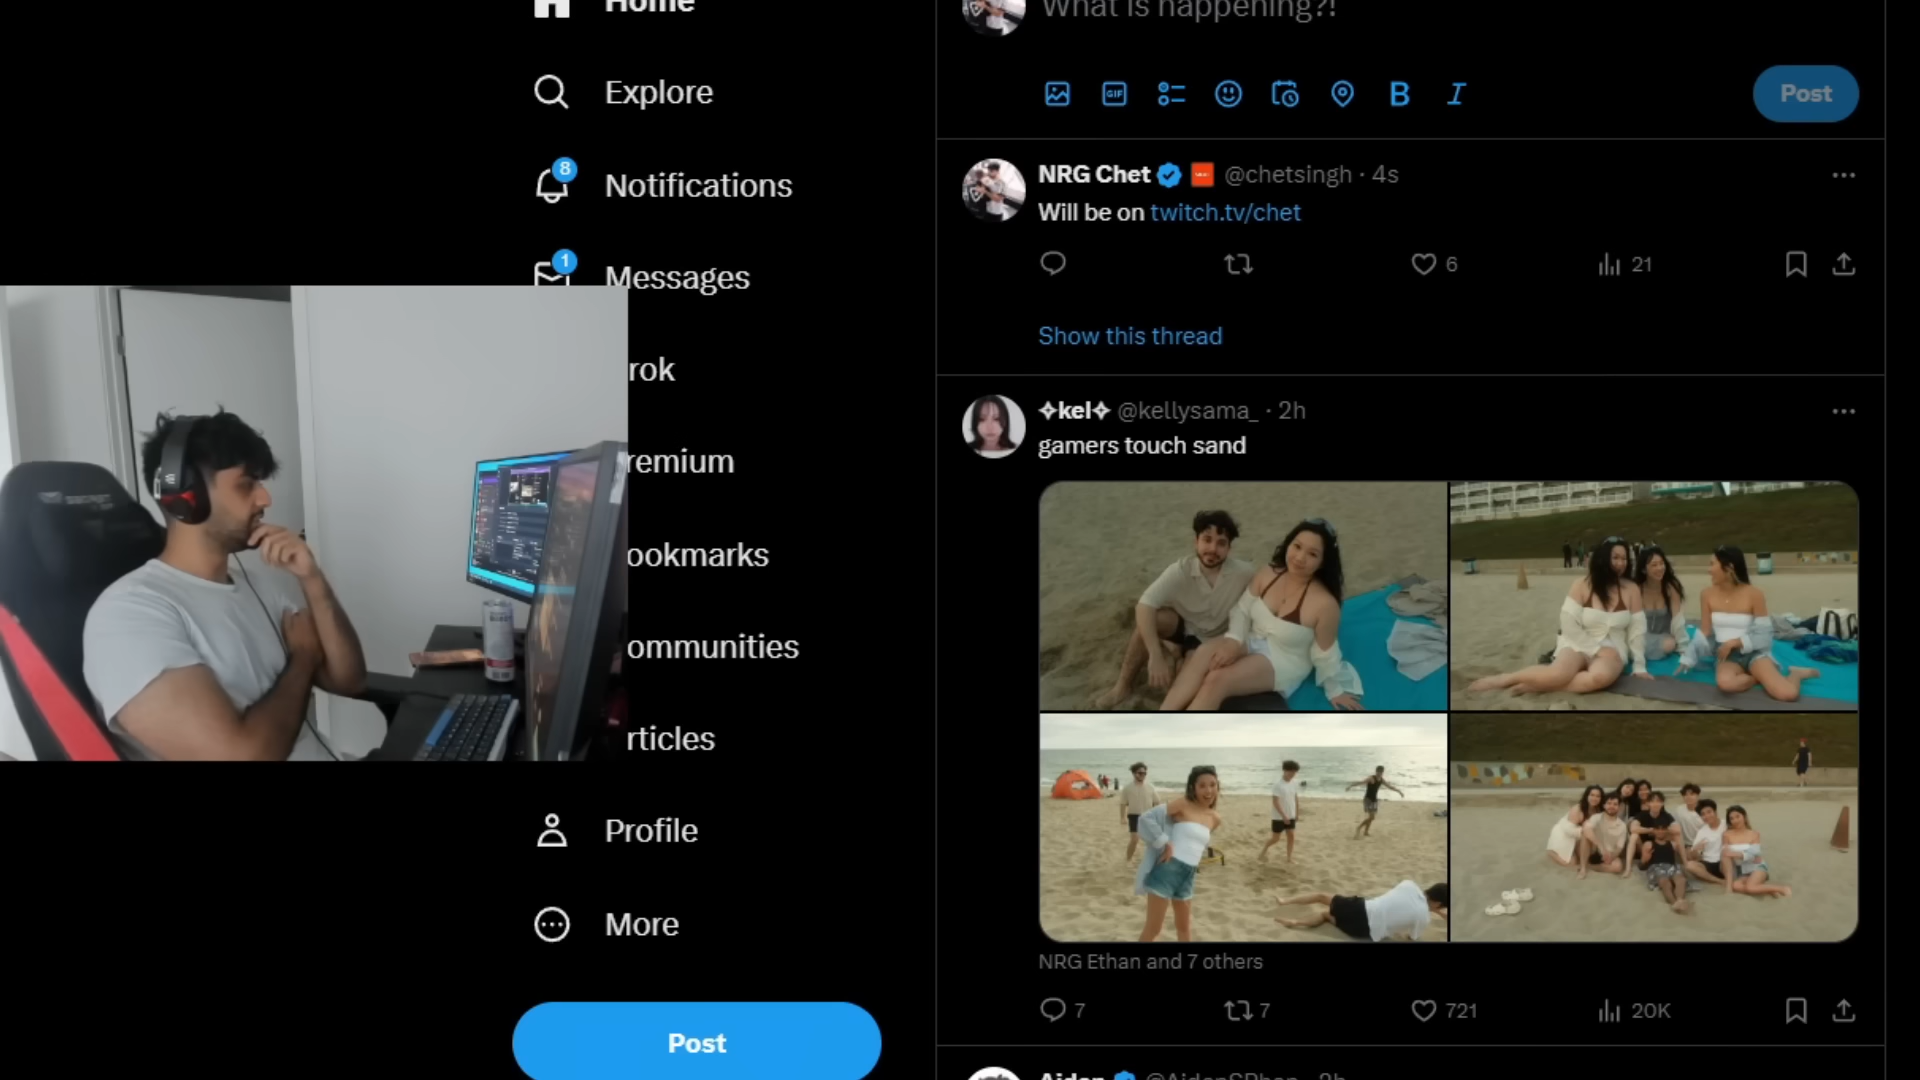 Home
Explore
8
Notifications
1
Messages
rok
remium
ookmarks
ommunities
rticles
Profile
More
Post
What is happening?!
GIF
B I
Post
NRG Chet @chetsingh · 4s
Will be on twitch.tv/chet
6
21
Show this thread
✧kel✧ @kellysama_ · 2h
gamers touch sand
NRG Ethan and 7 others
7
7
721
20K